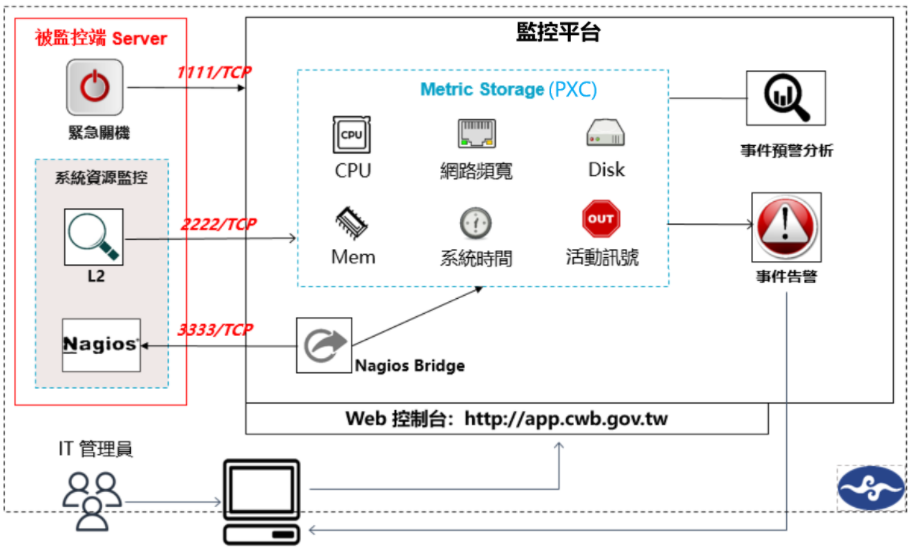 被監控端 Server
監控平台
1111/TCP
緊急關機
系統資源監控
2222/TCP
L2
3333/TCP
Nagios
Metric Storage (PXC)
CPU
CPU
網路頻寬
Disk
Mem
系統時間
OUT
活動訊號
事件預警分析
事件告警
Nagios Bridge
Web 控制台：http://app.cwb.gov.tw
IT 管理員